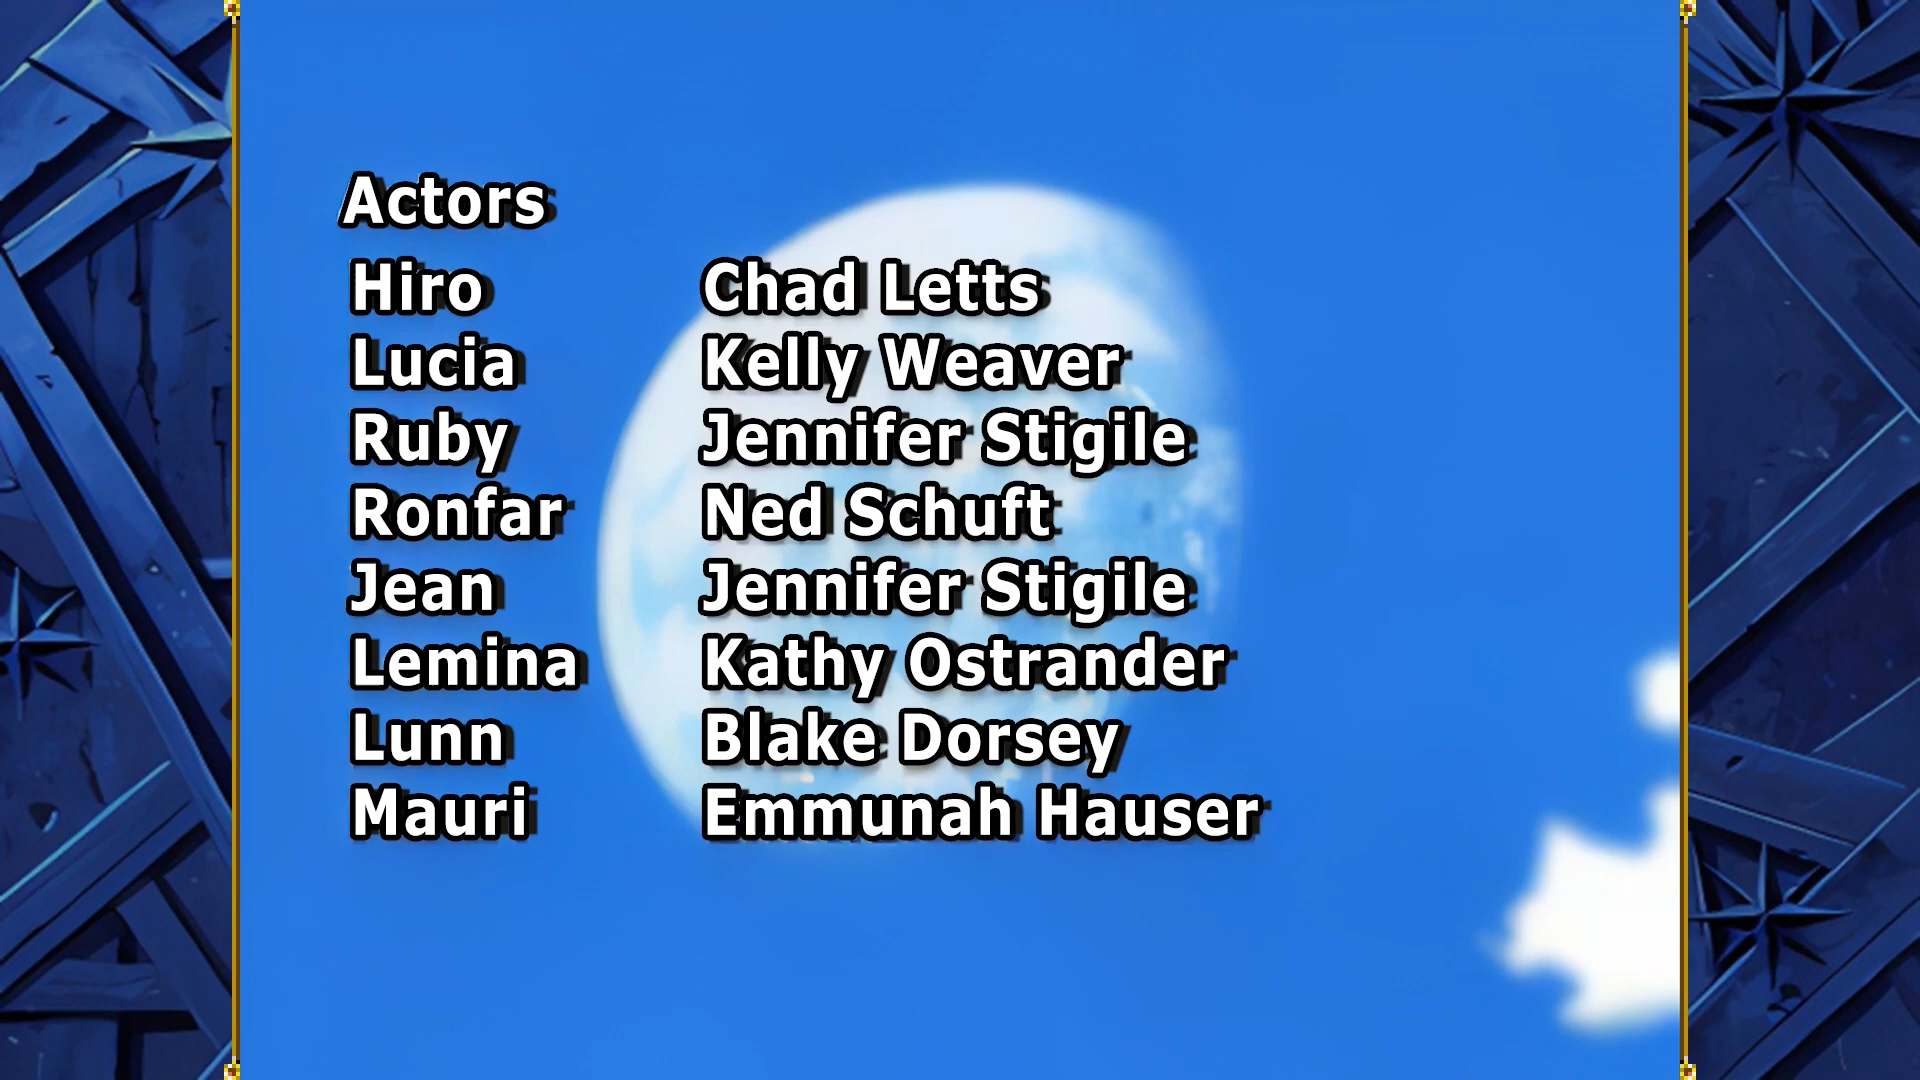 Actors
Hiro Chad Letts
Lucia Kelly Weaver
Ruby Jennifer Stigile
Ronfar Ned Schuft
Jean Jennifer Stigile
Lemina Kathy Ostrander
Lunn Blake Dorsey
Mauri Emmunah Hauser